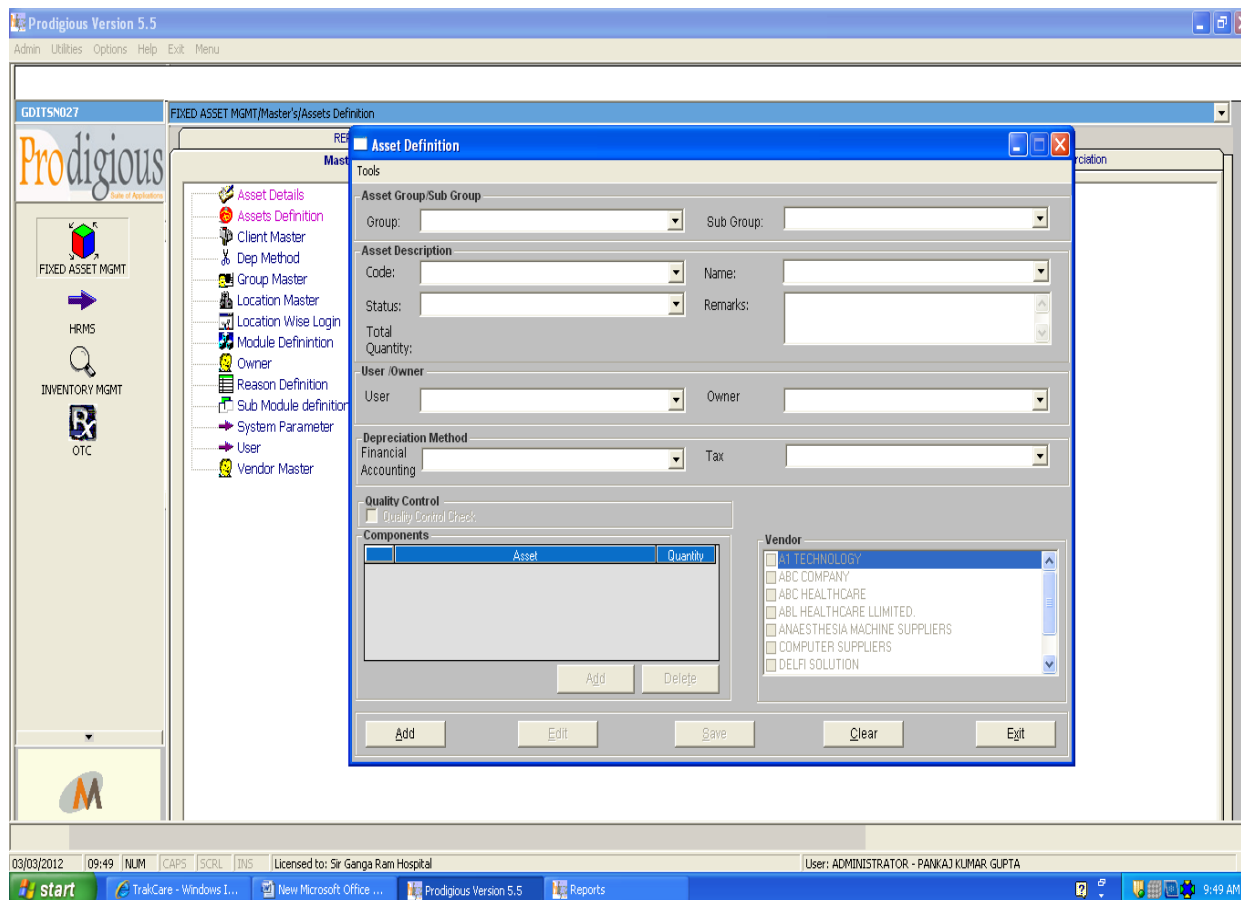 Prodigious Version 5.5
Admin Utilities Options Help Exit Menu
GDITSN027
FIXED ASSET MGMT/Master's/Assets Definition
Prodigious
Suite of Applications
FIXED ASSET MGMT
HRMS
INVENTORY MGMT
OTC
REP
Mast
rciation
Asset Details
Assets Definition
Client Master
Dep Method
Group Master
Location Master
Location Wise Login
Module Definintion
Owner
Reason Definition
Sub Module definition
System Parameter
User
Vendor Master
Asset Definition
Tools
Asset Group/Sub Group
Group: Sub Group:
Asset Description
Code: Name:
Status: Remarks:
Total Quantity:
User /Owner
User Owner
Depreciation Method
Financial Accounting Tax
Quality Control
Quality Control Check
Components
Asset Quantity
Add Delete
Vendor
A1 TECHNOLOGY
ABC COMPANY
ABC HEALTHCARE
ABL HEALTHCARE LLIMITED.
ANAESTHESIA MACHINE SUPPLIERS
COMPUTER SUPPLIERS
DELFI SOLUTION
Add Edit Save Clear Exit
M
03/03/2012 09:49 NUM CAPS SCRL INS Licensed to: Sir Ganga Ram Hospital User: ADMINISTRATOR - PANKAJ KUMAR GUPTA
start TrakCare - Windows I... New Microsoft Office ... Prodigious Version 5.5 Reports 9:49 AM